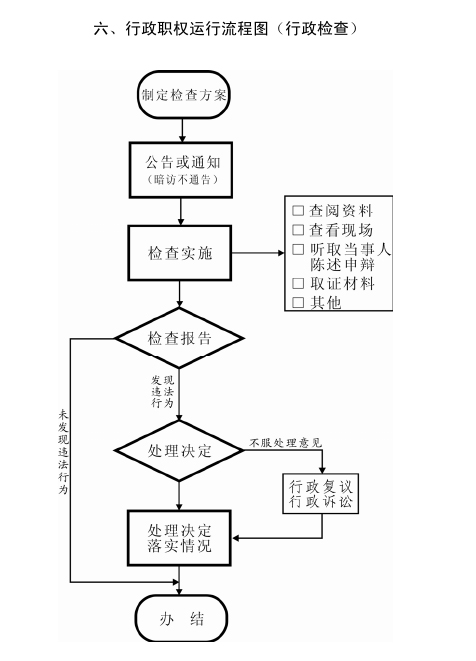 六、行政职权运行流程图（行政检查）
制定检查方案
公告或通知
（暗访不通告）
检查实施
□ 查阅资料
□ 查看现场
□ 听取当事人
陈述申辩
□ 取证材料
□ 其他
检查报告
发现
违法
行为
未发现违法行为
处理决定
不服处理意见
行政复议
行政诉讼
处理决定
落实情况
办 结